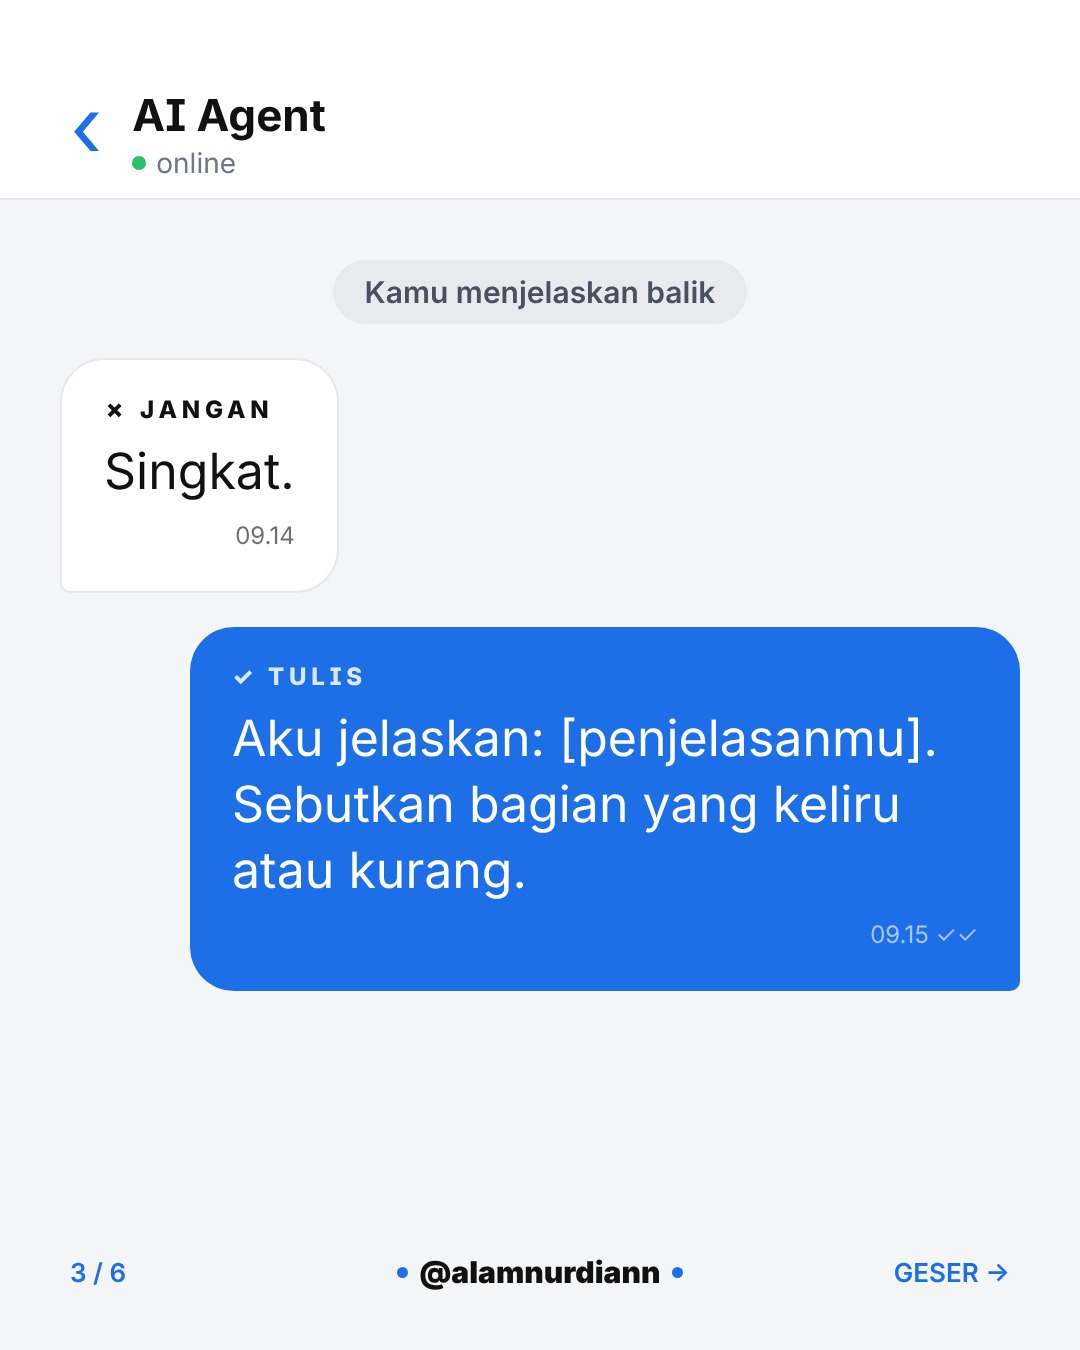 AI Agent
online
Kamu menjelaskan balik
× JANGAN
Singkat.
09.14
✓ TULIS
Aku jelaskan: [penjelasanmu].
Sebutkan bagian yang keliru
atau kurang.
09.15 ✓✓
3 / 6
• @alamnurdiann •
GESER →